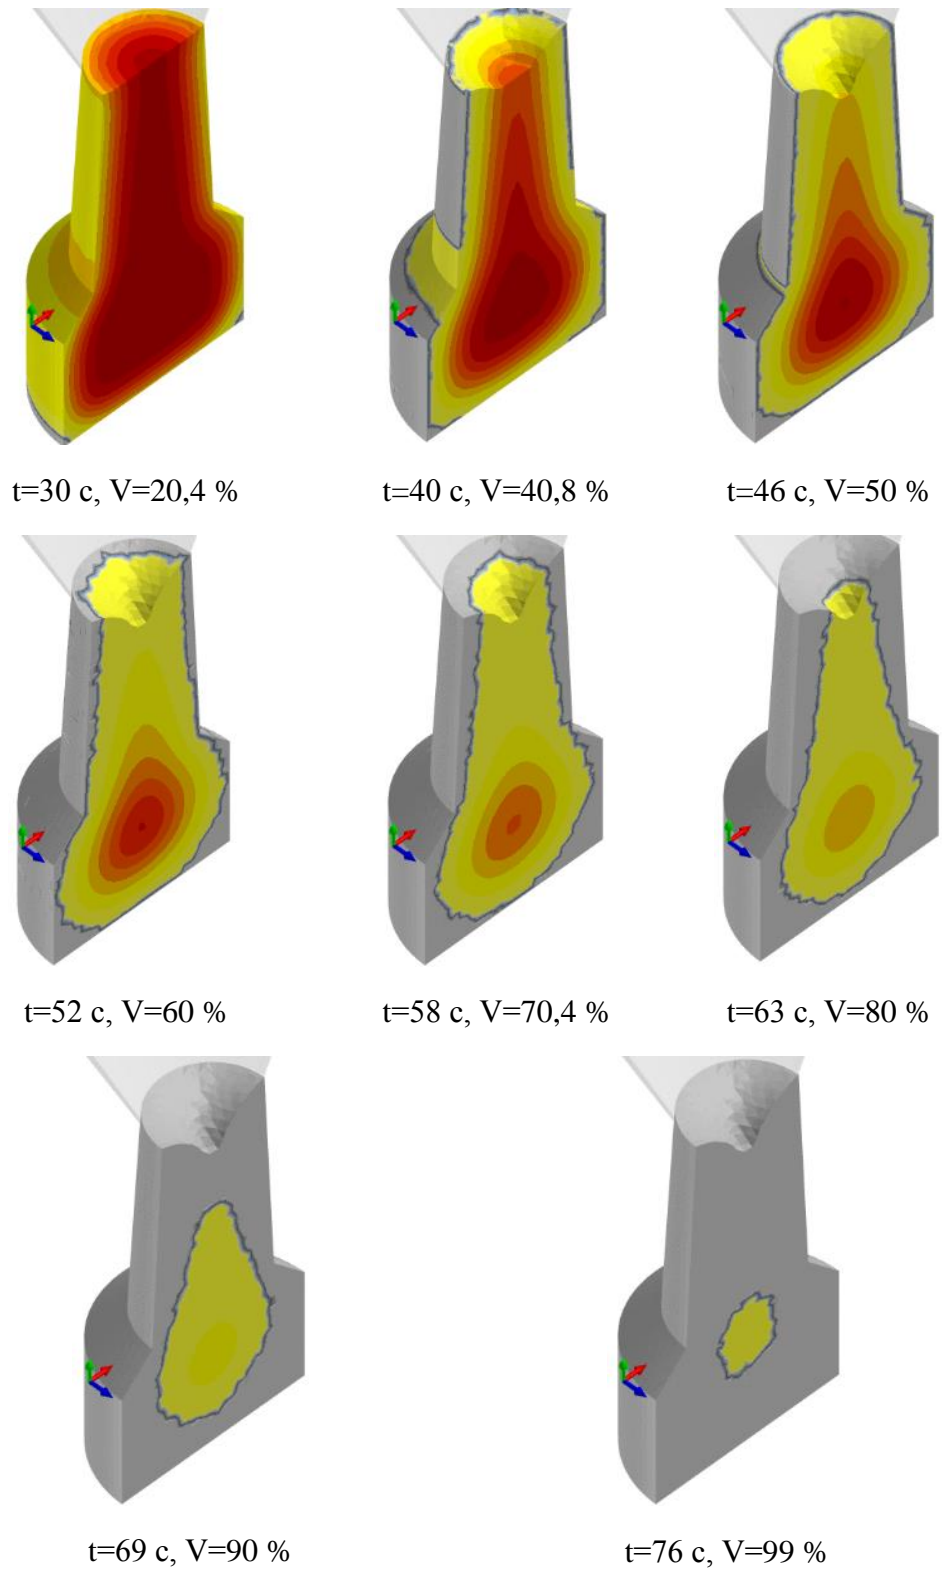 t=30 с, V=20,4 %
t=40 с, V=40,8 %
t=46 с, V=50 %
t=52 с, V=60 %
t=58 с, V=70,4 %
t=63 с, V=80 %
t=69 с, V=90 %
t=76 с, V=99 %